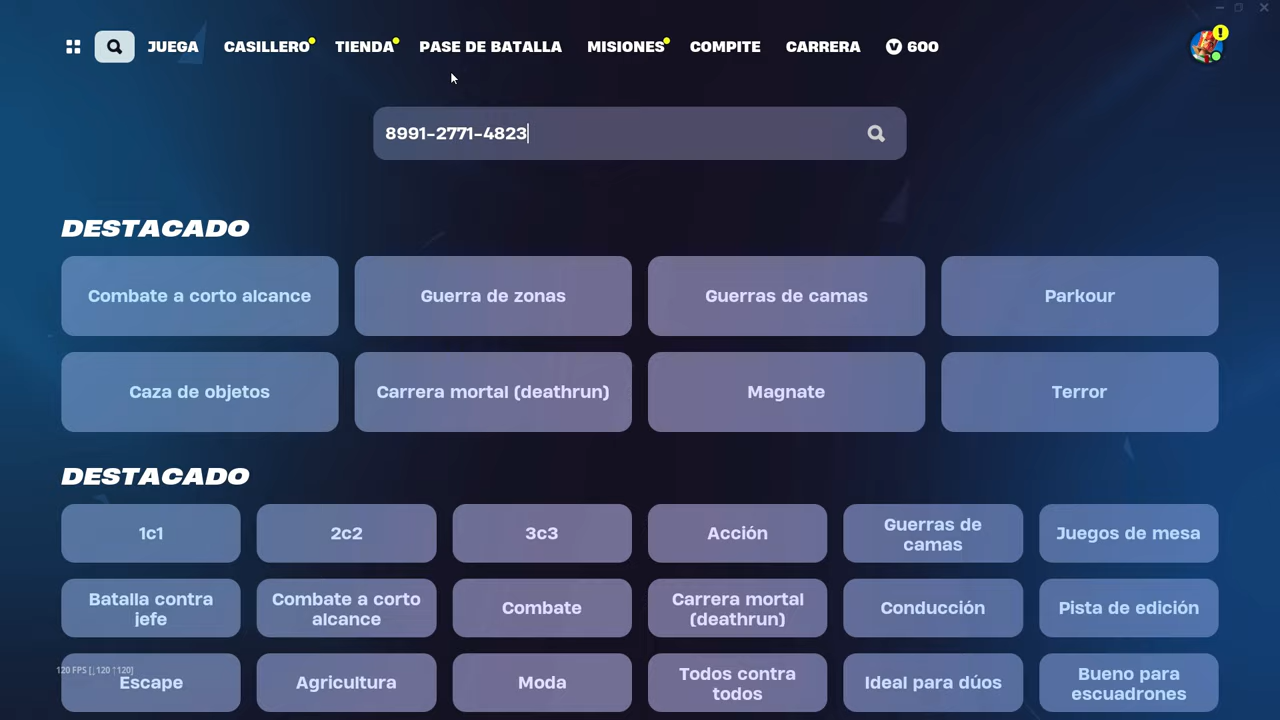 JUEGA CASILLERO TIENDA PASE DE BATALLA MISIONES COMPITE CARRERA V 600 !
8991-2771-4823
DESTACADO
Combate a corto alcance
Guerra de zonas
Guerras de camas
Parkour
Caza de objetos
Carrera mortal (deathrun)
Magnate
Terror
DESTACADO
1c1
2c2
3c3
Acción
Guerras de
camas
Juegos de mesa
Batalla contra
jefe
Combate a corto
alcance
Combate
Carrera mortal
(deathrun)
Conducción
Pista de edición
120 FPS [↓120 ↑120]
Escape
Agricultura
Moda
Todos contra
todos
Ideal para dúos
Bueno para
escuadrones